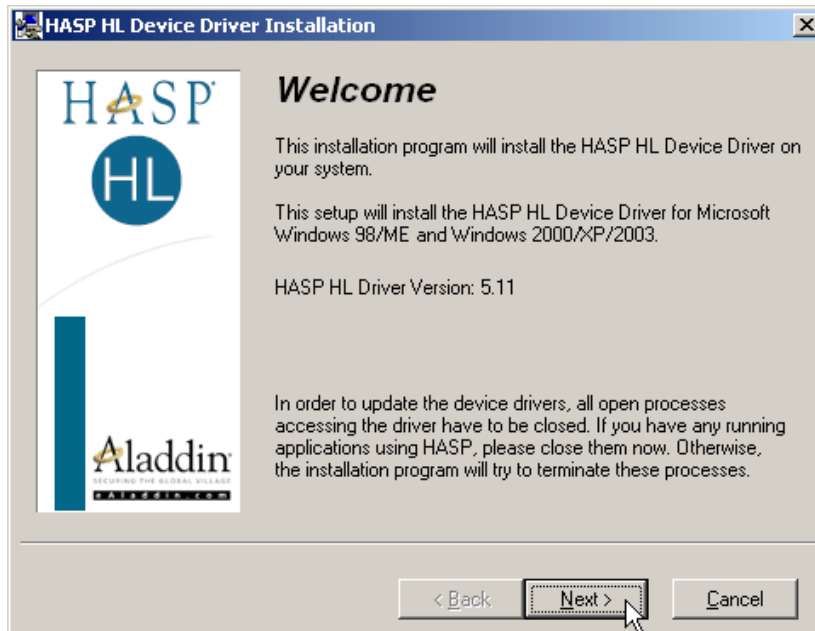 HASP HL Device Driver Installation
HASP
HL
Aladdin
SECURING THE GLOBAL VILLAGE
eAladdin.com
Welcome
This installation program will install the HASP HL Device Driver on
your system.
This setup will install the HASP HL Device Driver for Microsoft
Windows 98/ME and Windows 2000/XP/2003.
HASP HL Driver Version: 5.11
In order to update the device drivers, all open processes
accessing the driver have to be closed. If you have any running
applications using HASP, please close them now. Otherwise,
the installation program will try to terminate these processes.
< Back
Next >
Cancel